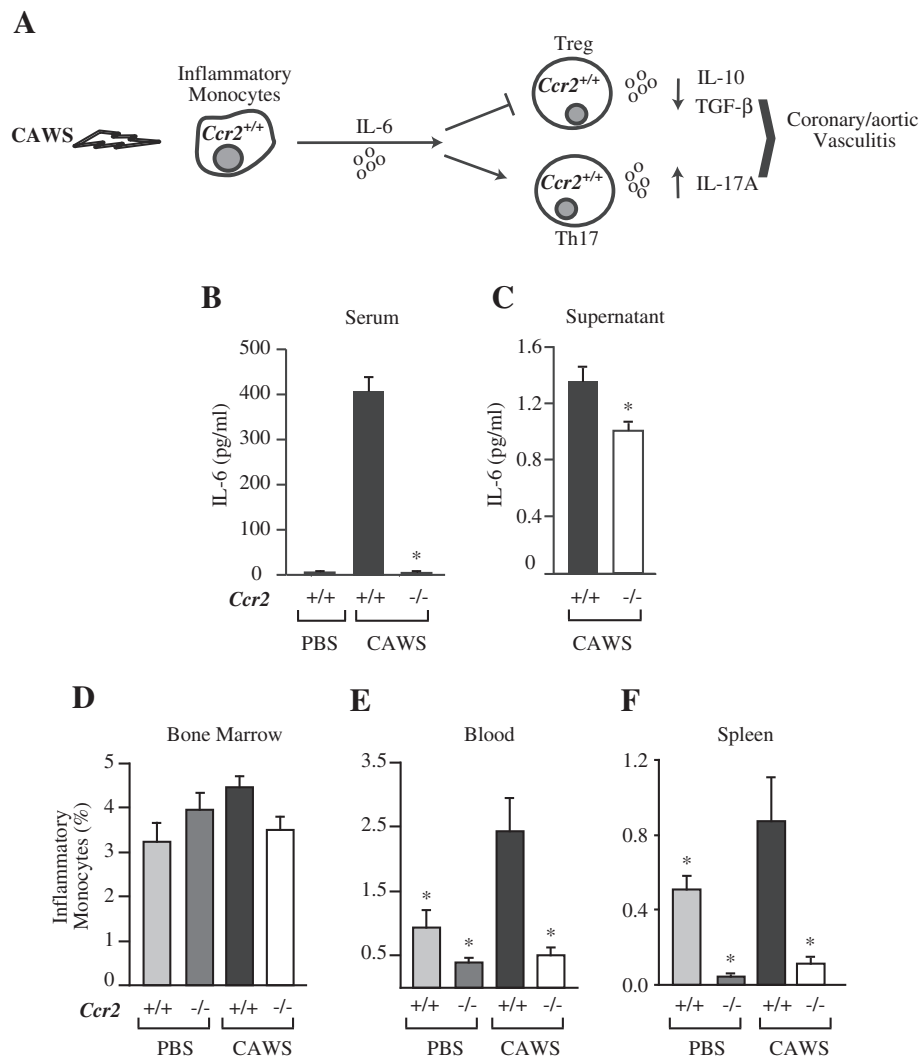 A
Treg
Inflammatory
Monocytes
CAWS
Ccr2+/+
IL-6
Ccr2+/+
IL-10
TGF-β
Ccr2+/+
IL-17A
Th17
Coronary/aortic
Vasculitis
B
Serum
IL-6 (pg/ml)
500
400
300
200
100
0
*
Ccr2 +/+ +/+ -/-
PBS CAWS
C
Supernatant
IL-6 (pg/ml)
1.6
1.2
0.8
0.4
0
*
+/+ -/-
CAWS
D
Bone Marrow
Inflammatory
Monocytes (%)
5
4
3
2
1
0
Ccr2 +/+ -/- +/+ -/-
PBS CAWS
E
Blood
3.5
2.5
1.5
0.5
* * *
+/+ -/- +/+ -/-
PBS CAWS
F
Spleen
1.2
0.8
0.4
0.0
* * *
+/+ -/- +/+ -/-
PBS CAWS